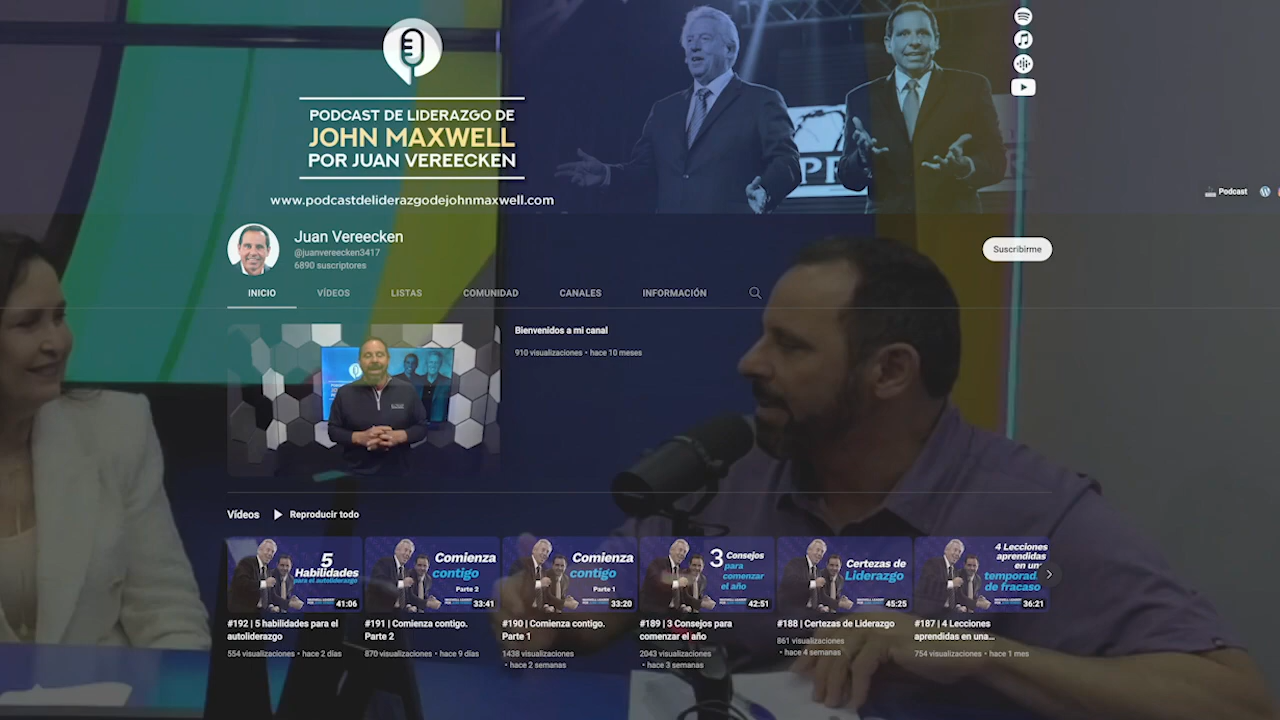 PODCAST DE LIDERAZGO DE
JOHN MAXWELL
POR JUAN VEREECKEN
www.podcastdeliderazgodejohnmaxwell.com
Podcast
Juan Vereecken
@juanvereecken3417
6890 suscriptores
Suscribirme
INICIO VÍDEOS LISTAS COMUNIDAD CANALES INFORMACIÓN
Bienvenidos a mi canal
910 visualizaciones • hace 10 meses
Vídeos Reproducir todo
5
Habilidades
para el autoliderazgo
41:06
Comienza
contigo
Parte 2
33:41
Comienza
contigo
Parte 1
33:20
3 Consejos
para
comenzar
el año
42:51
Certezas de
Liderazgo
45:25
4 Lecciones
aprendidas
en una
temporada
de fracaso
36:21
#192 | 5 habilidades para el
autoliderazgo
554 visualizaciones • hace 2 días
#191 | Comienza contigo.
Parte 2
870 visualizaciones • hace 9 días
#190 | Comienza contigo.
Parte 1
1438 visualizaciones
• hace 2 semanas
#189 | 3 Consejos para
comenzar el año
2043 visualizaciones
• hace 3 semanas
#188 | Certezas de Liderazgo
861 visualizaciones
• hace 4 semanas
#187 | 4 Lecciones
aprendidas en una...
754 visualizaciones • hace 1 mes